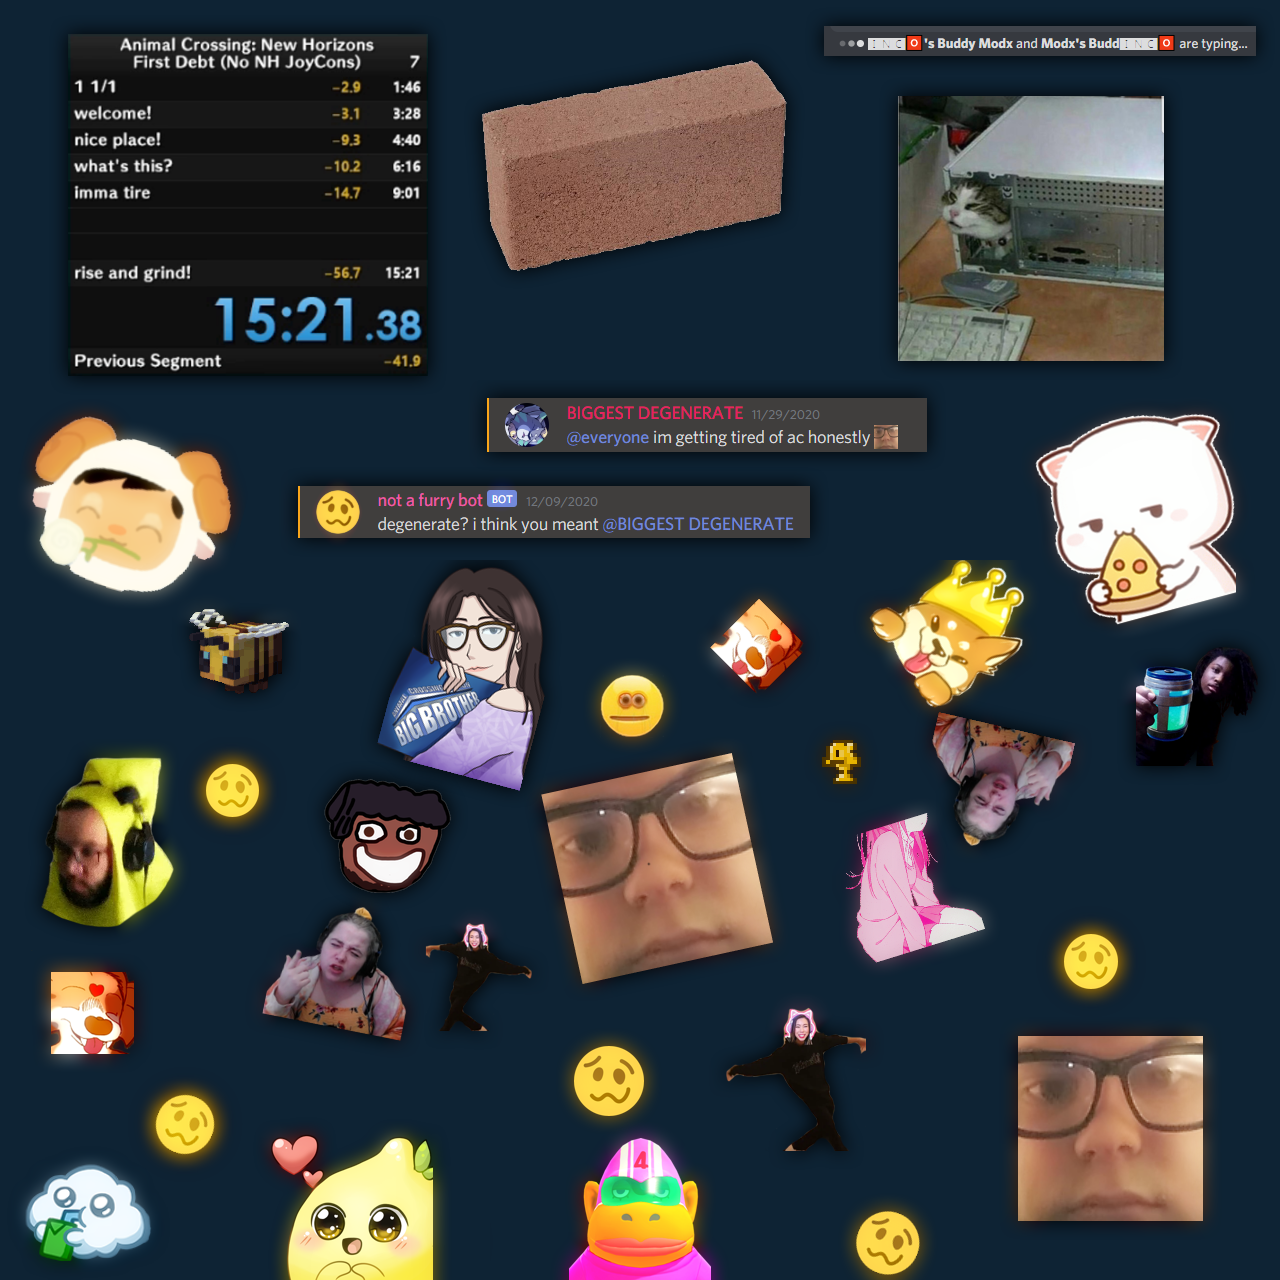 Animal Crossing: New Horizons
First Debt (No NH JoyCons) 7
1 1/1 −2.9 1:46
welcome! −3.1 3:28
nice place! −9.3 4:40
what's this? −10.2 6:16
imma tire −14.7 9:01
rise and grind! −56.7 15:21
15:21.38
Previous Segment −41.9
INC O 's Buddy Modx and Modx's Budd INC O are typing...
BIGGEST DEGENERATE 11/29/2020
@everyone im getting tired of ac honestly
not a furry bot BOT 12/09/2020
degenerate? i think you meant @BIGGEST DEGENERATE
CROSSING
BIG BROTHER
4